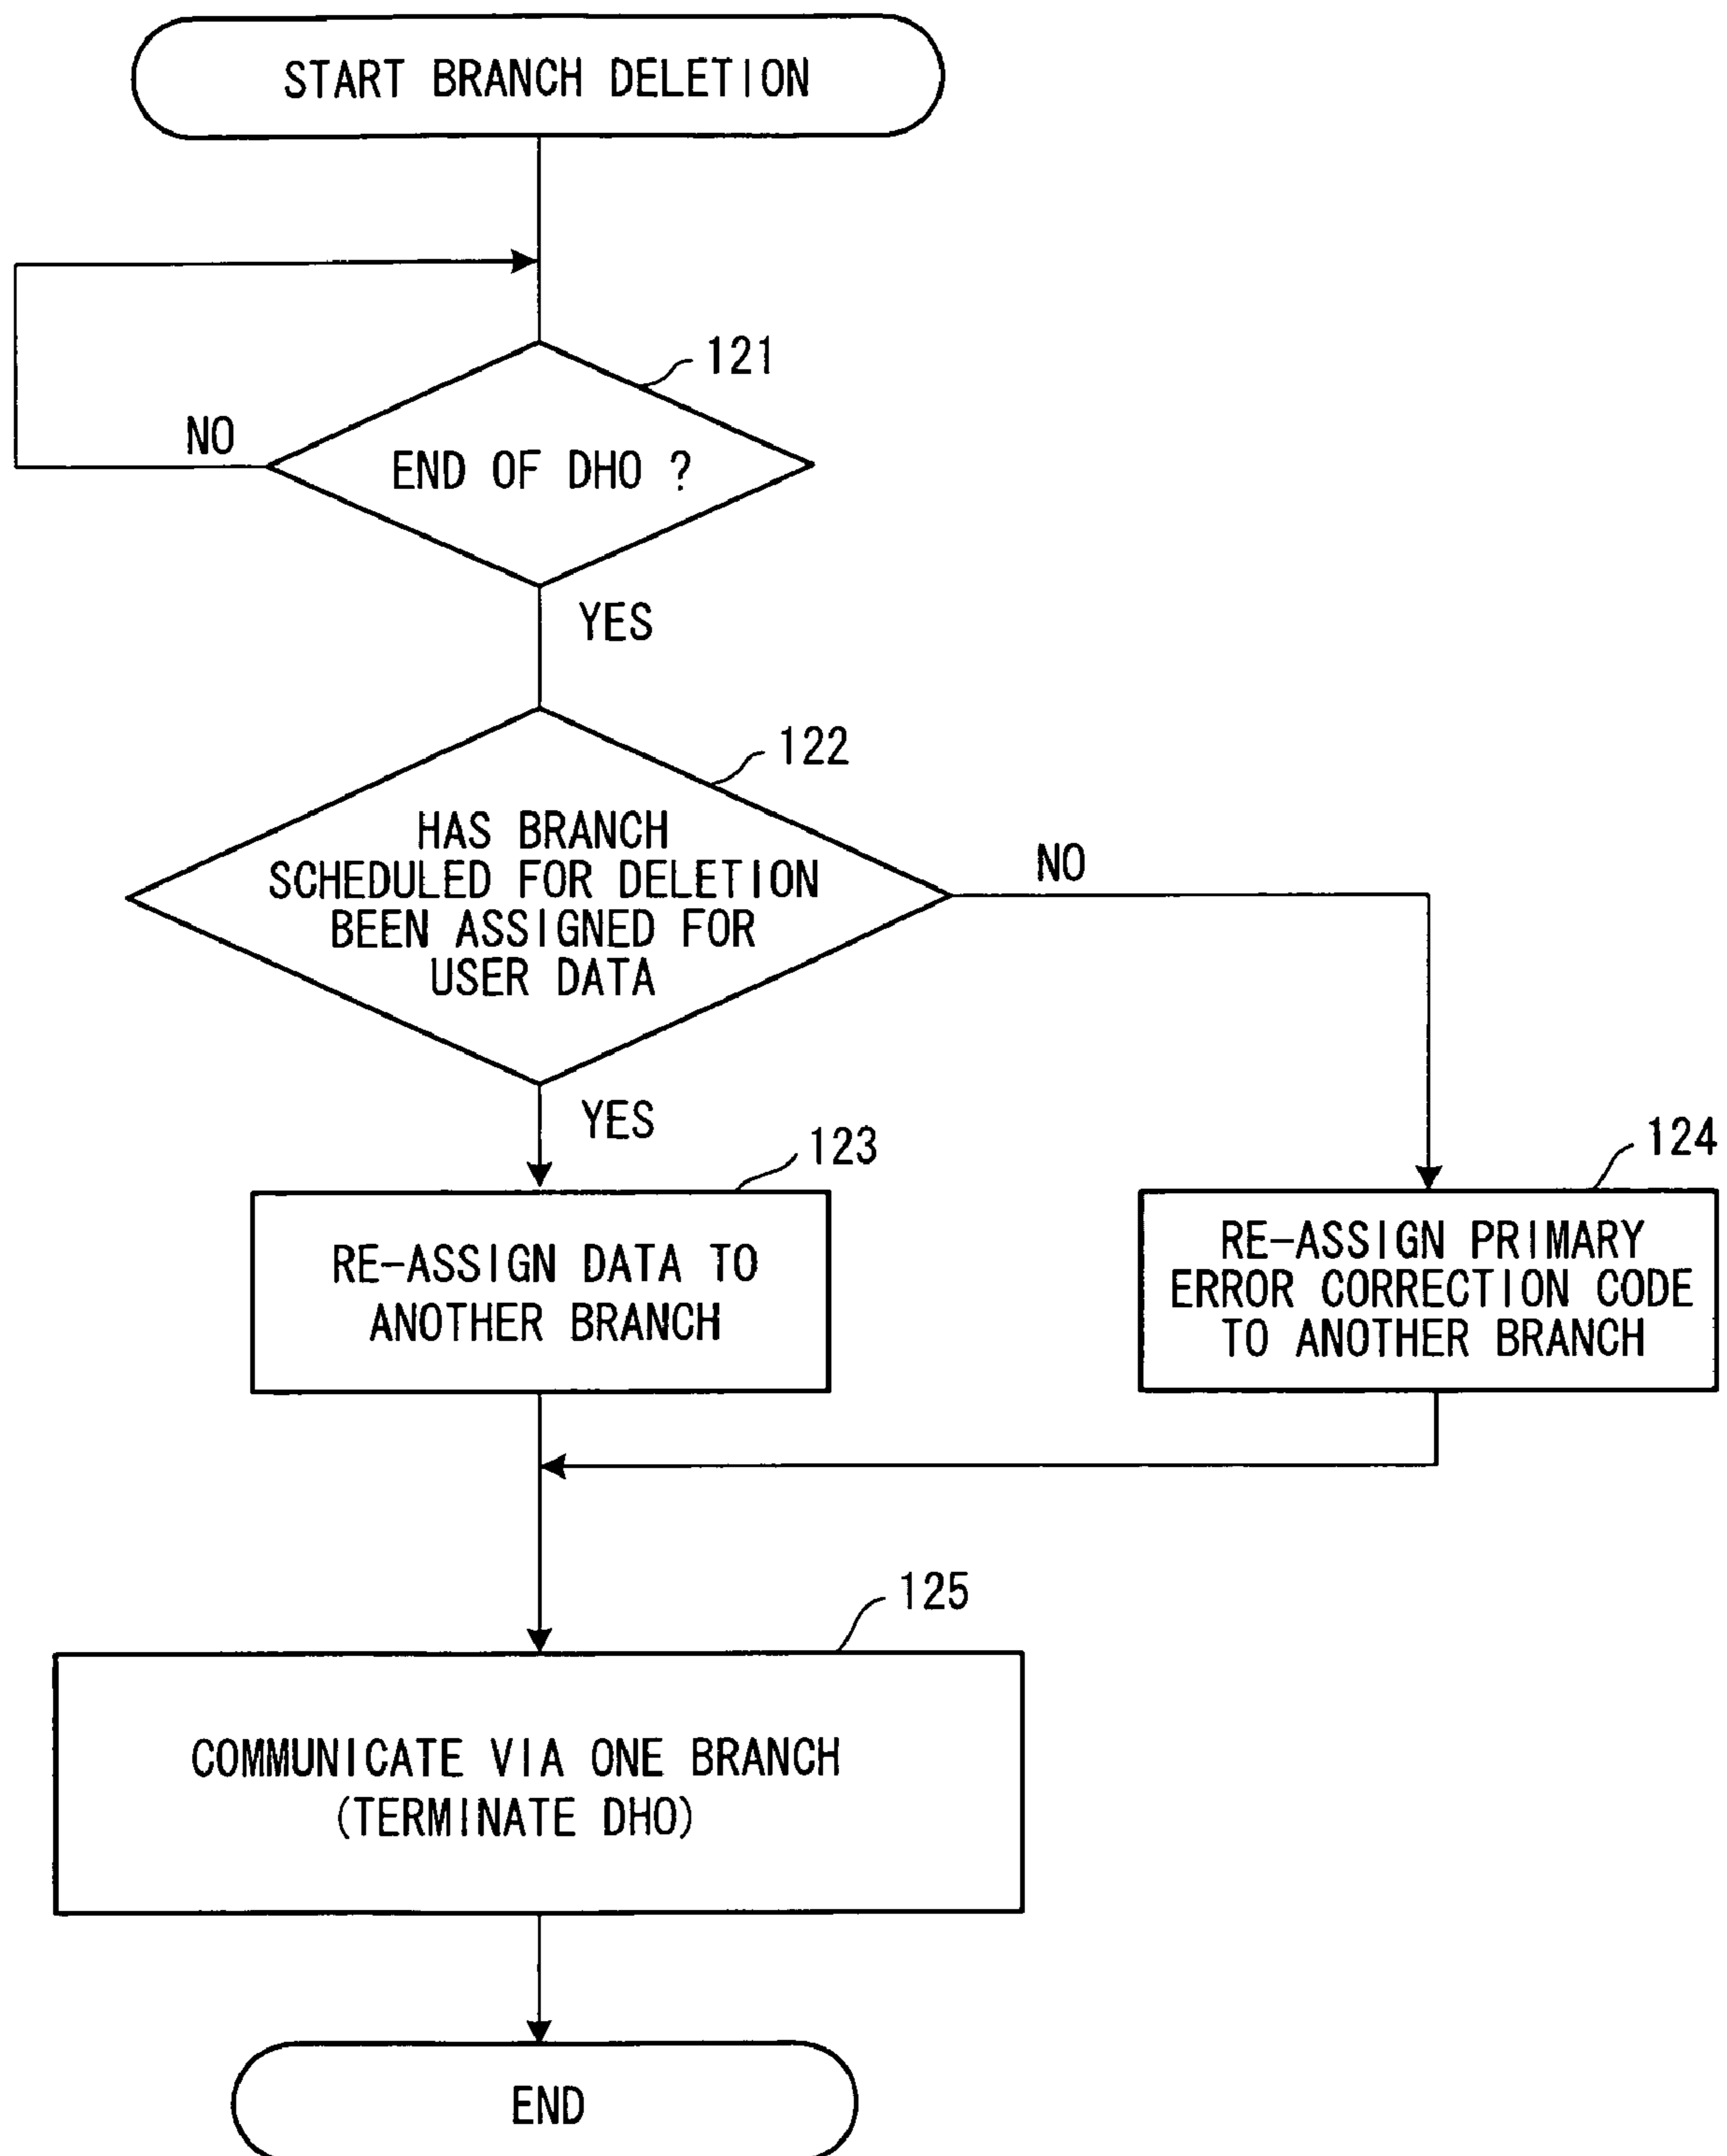 START BRANCH DELETION
121
NO
END OF DHO ?
YES
122
HAS BRANCH
SCHEDULED FOR DELETION
BEEN ASSIGNED FOR
USER DATA
NO
YES
123
124
RE-ASSIGN DATA TO
ANOTHER BRANCH
RE-ASSIGN PRIMARY
ERROR CORRECTION CODE
TO ANOTHER BRANCH
125
COMMUNICATE VIA ONE BRANCH
(TERMINATE DHO)
END